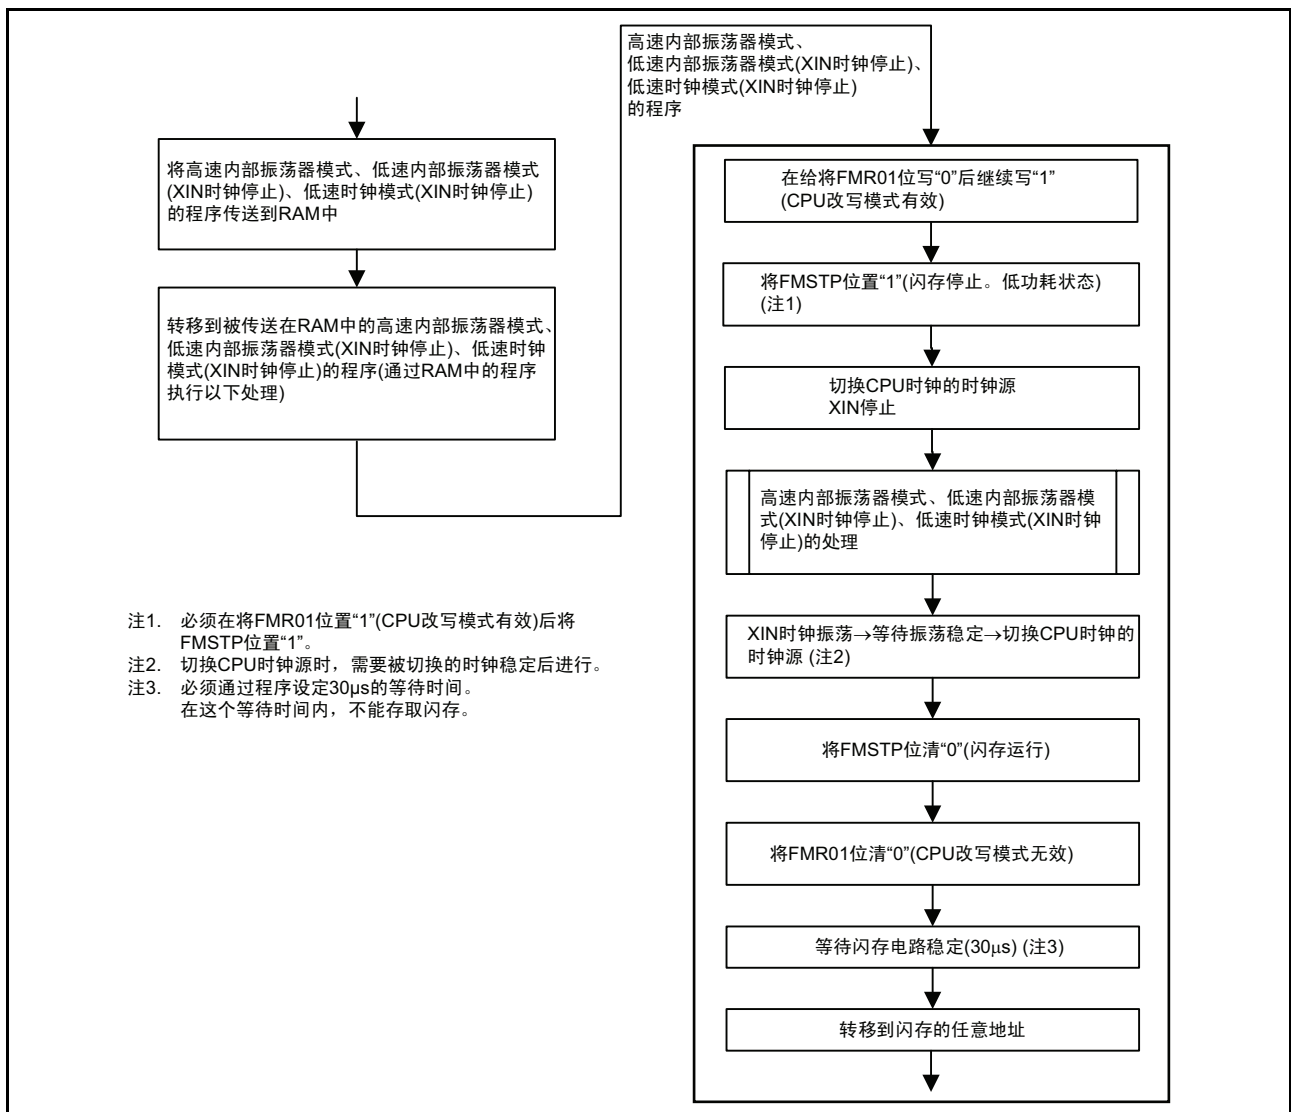 将高速内部振荡器模式、低速内部振荡器模式
(XIN时钟停止)、低速时钟模式(XIN时钟停止)
的程序传送到RAM中
转移到被传送在RAM中的高速内部振荡器模式、
低速内部振荡器模式(XIN时钟停止)、低速时钟
模式(XIN时钟停止)的程序(通过RAM中的程序
执行以下处理)
高速内部振荡器模式、
低速内部振荡器模式(XIN时钟停止)、
低速时钟模式(XIN时钟停止)
的程序
在给将FMR01位写“0”后继续写“1”
(CPU改写模式有效)
将FMSTP位置“1”(闪存停止。低功耗状态)
(注1)
切换CPU时钟的时钟源
XIN停止
高速内部振荡器模式、低速内部振荡器模
式(XIN时钟停止)、低速时钟模式(XIN时钟
停止)的处理
XIN时钟振荡→等待振荡稳定→切换CPU时钟的
时钟源 (注2)
将FMSTP位清“0”(闪存运行)
将FMR01位清“0”(CPU改写模式无效)
等待闪存电路稳定(30μs) (注3)
转移到闪存的任意地址
注1. 必须在将FMR01位置“1”(CPU改写模式有效)后将
FMSTP位置“1”。
注2. 切换CPU时钟源时，需要被切换的时钟稳定后进行。
注3. 必须通过程序设定30μs的等待时间。
在这个等待时间内，不能存取闪存。